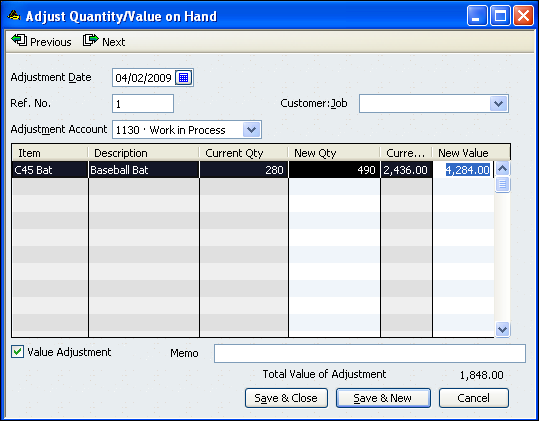 Adjust Quantity/Value on Hand
Previous Next
Adjustment Date 04/02/2009
Ref. No. 1 Customer:Job
Adjustment Account 1130 · Work in Process
Item Description Current Qty New Qty Curre... New Value
C45 Bat Baseball Bat 280 490 2,436.00 4,284.00
Value Adjustment Memo
Total Value of Adjustment 1,848.00
Save & Close Save & New Cancel